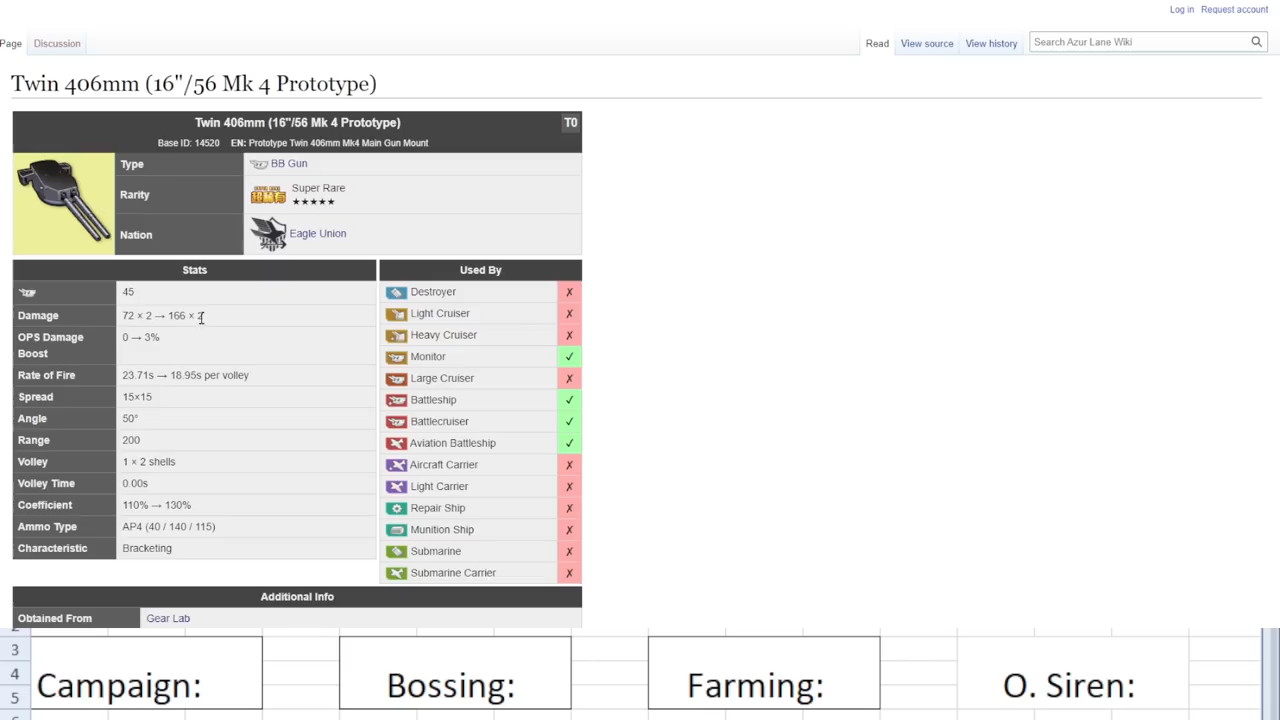 Log in Request account
Page Discussion Read View source View history Search Azur Lane Wiki
Twin 406mm (16"/56 Mk 4 Prototype)
Twin 406mm (16"/56 Mk 4 Prototype) T0
Base ID: 14520 EN: Prototype Twin 406mm Mk4 Main Gun Mount
Type BB Gun
Rarity Super Rare
★★★★★
Nation Eagle Union
Stats
45
Damage 72 × 2 → 166 × 2
OPS Damage Boost 0 → 3%
Rate of Fire 23.71s → 18.95s per volley
Spread 15×15
Angle 50°
Range 200
Volley 1 × 2 shells
Volley Time 0.00s
Coefficient 110% → 130%
Ammo Type AP4 (40 / 140 / 115)
Characteristic Bracketing
Used By
Destroyer ✗
Light Cruiser ✗
Heavy Cruiser ✗
Monitor ✓
Large Cruiser ✗
Battleship ✓
Battlecruiser ✓
Aviation Battleship ✓
Aircraft Carrier ✗
Light Carrier ✗
Repair Ship ✗
Munition Ship ✗
Submarine ✗
Submarine Carrier ✗
Additional Info
Obtained From Gear Lab
3
4
5
Campaign: Bossing: Farming: O. Siren: